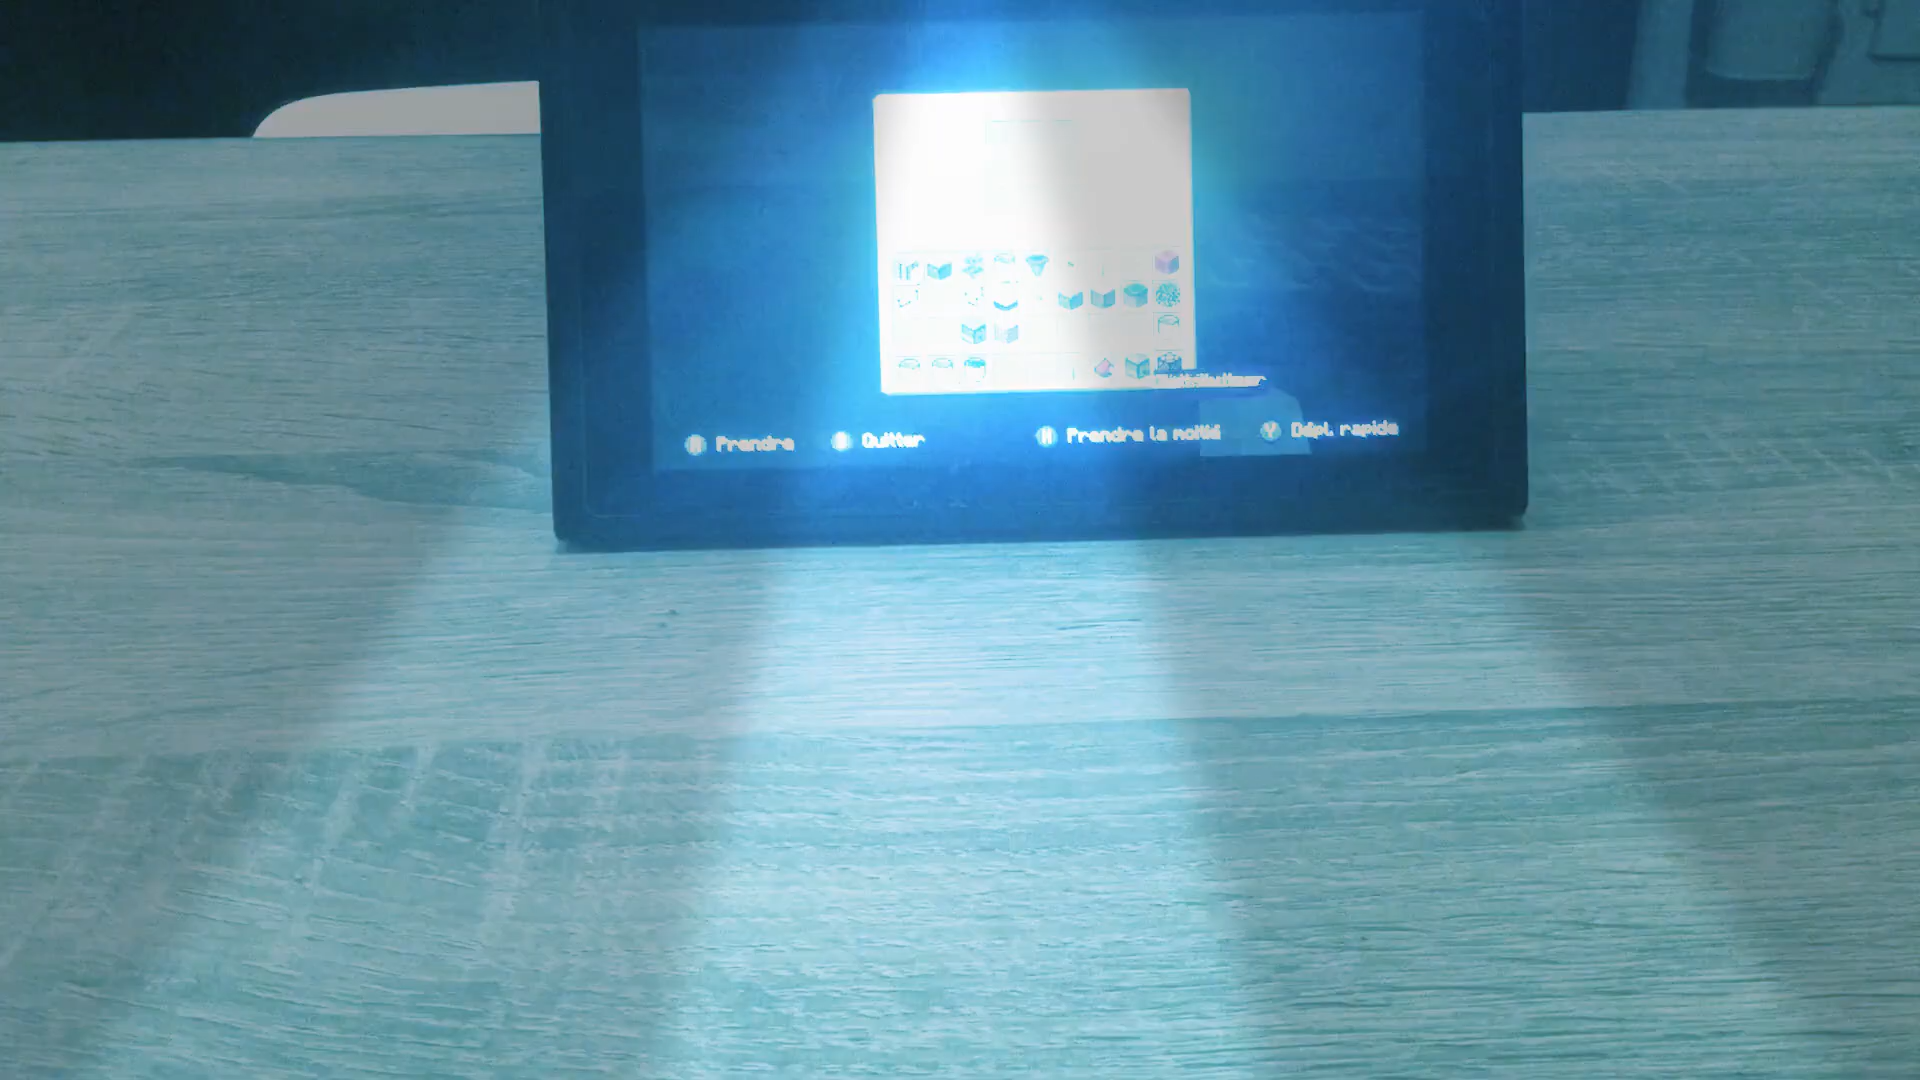 Prendre
Quitter
Prendre la moitié
Y Dépl. rapide